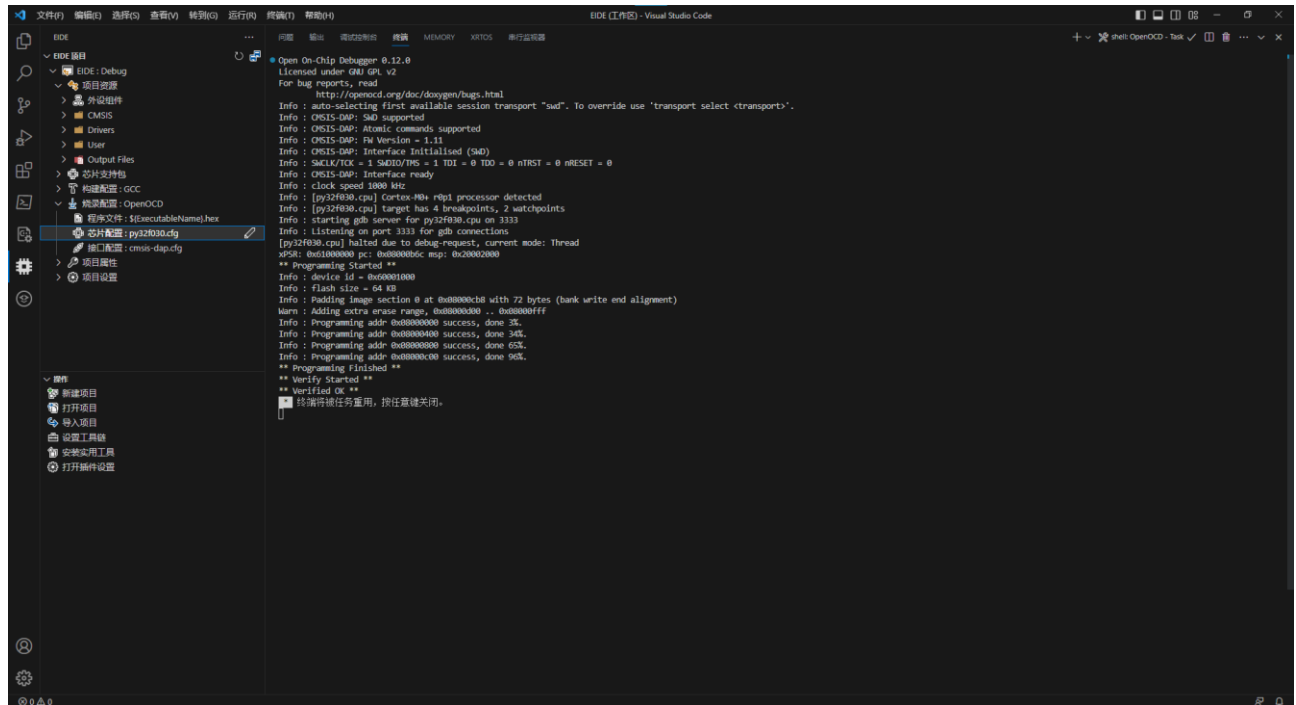 文件(F) 编辑(E) 选择(S) 查看(V) 转到(G) 运行(R) 终端(T) 帮助(H)
EIDE (工作区) - Visual Studio Code
EIDE
EIDE 项目
EIDE : Debug
项目资源
外设组件
CMSIS
Drivers
User
Output Files
芯片支持包
构建配置 : GCC
烧录配置 : OpenOCD
程序文件 : ${ExecutableName}.hex
芯片配置 : py32f030.cfg
接口配置 : cmsis-dap.cfg
项目属性
项目设置
操作
新建项目
打开项目
导入项目
设置工具链
安装实用工具
打开插件设置
0 0
问题 输出 调试控制台 终端 MEMORY XRTOS 串行监视器
shell: OpenOCD - Task
Open On-Chip Debugger 0.12.0
Licensed under GNU GPL v2
For bug reports, read
http://openocd.org/doc/doxygen/bugs.html
Info : auto-selecting first available session transport "swd". To override use 'transport select <transport>'.
Info : CMSIS-DAP: SWD supported
Info : CMSIS-DAP: Atomic commands supported
Info : CMSIS-DAP: FW Version = 1.11
Info : CMSIS-DAP: Interface Initialised (SWD)
Info : SWCLK/TCK = 1 SWDIO/TMS = 1 TDI = 0 TDO = 0 nTRST = 0 nRESET = 0
Info : CMSIS-DAP: Interface ready
Info : clock speed 1000 kHz
Info : [py32f030.cpu] Cortex-M0+ r0p1 processor detected
Info : [py32f030.cpu] target has 4 breakpoints, 2 watchpoints
Info : starting gdb server for py32f030.cpu on 3333
Info : Listening on port 3333 for gdb connections
[py32f030.cpu] halted due to debug-request, current mode: Thread
xPSR: 0x61000000 pc: 0x08000b6c msp: 0x20002000
** Programming Started **
Info : device id = 0x60001000
Info : flash size = 64 KB
Info : Padding image section 0 at 0x08000cb8 with 72 bytes (bank write end alignment)
Warn : Adding extra erase range, 0x08000d00 .. 0x08000fff
Info : Programming addr 0x08000000 success, done 3%.
Info : Programming addr 0x08000400 success, done 34%.
Info : Programming addr 0x08000800 success, done 65%.
Info : Programming addr 0x08000c00 success, done 96%.
** Programming Finished **
** Verify Started **
** Verified OK **
* 终端将被任务重用，按任意键关闭。